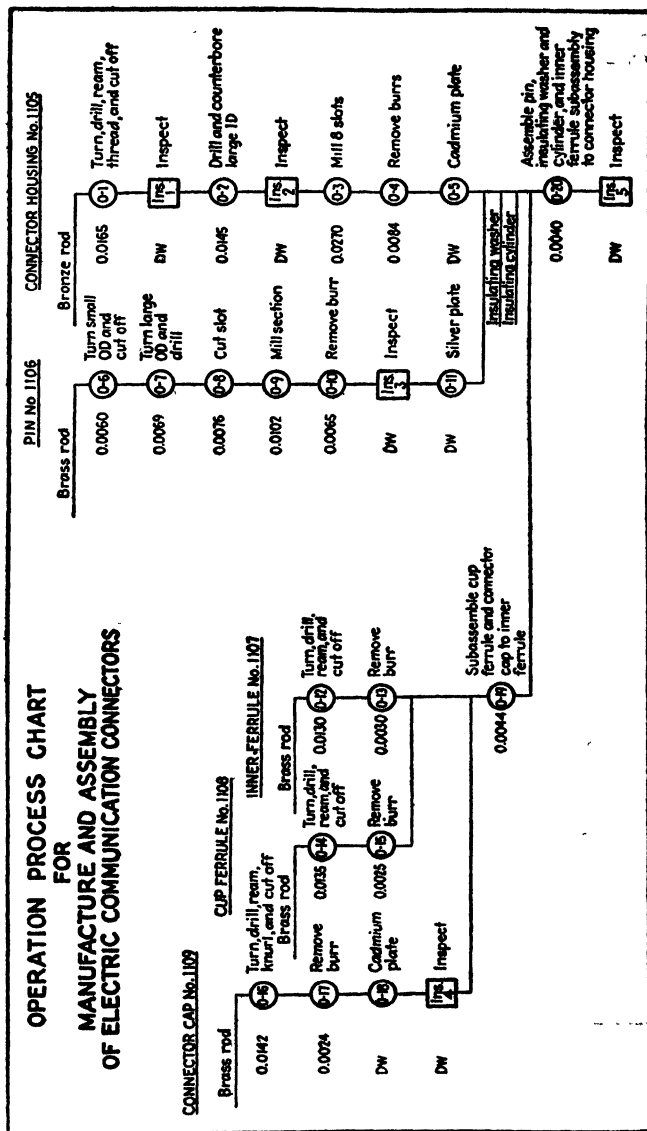 OPERATION PROCESS CHART
FOR
MANUFACTURE AND ASSEMBLY
OF ELECTRIC COMMUNICATION CONNECTORS
CONNECTOR CAP No.1109
Brass rod
0.0142
O-16
Turn, drill, ream,
knurl, and cut off
0.0024
O-17
Remove
burr
DW
O-18
Cadmium
plate
DW
Ins.
4
Inspect
CUP FERRULE No.1108
Brass rod
0.0135
O-14
Turn, drill,
ream, and
cut off
0.0025
O-15
Remove
burr
INNER FERRULE No.1107
Brass rod
0.0130
O-12
Turn, drill,
ream, and
cut off
0.0030
O-13
Remove
burr
0.0044
O-19
Subassemble cup
ferrule and connector
cap to inner
ferrule
PIN No 1106
Brass rod
0.0060
O-6
Turn small
OD and
cut off
0.0069
O-7
Turn large
OD and
drill
0.0076
O-8
Cut slot
0.0102
O-9
Mill section
0.0065
O-10
Remove burr
DW
Ins.
3
Inspect
DW
O-11
Silver plate
CONNECTOR HOUSING No.1105
Bronze rod
0.0165
O-1
Turn, drill, ream,
thread, and cut off
DW
Ins.
1
Inspect
0.0145
O-2
Drill and counterbore
large ID
DW
Ins.
2
Inspect
0.0270
O-3
Mill 8 slots
0.0084
O-4
Remove burrs
DW
O-5
Cadmium plate
Insulating washer
Insulating cylinder
0.0040
O-20
Assemble pin,
insulating washer and
cylinder, and inner
ferrule subassembly
to connector housing
DW
Ins.
5
Inspect